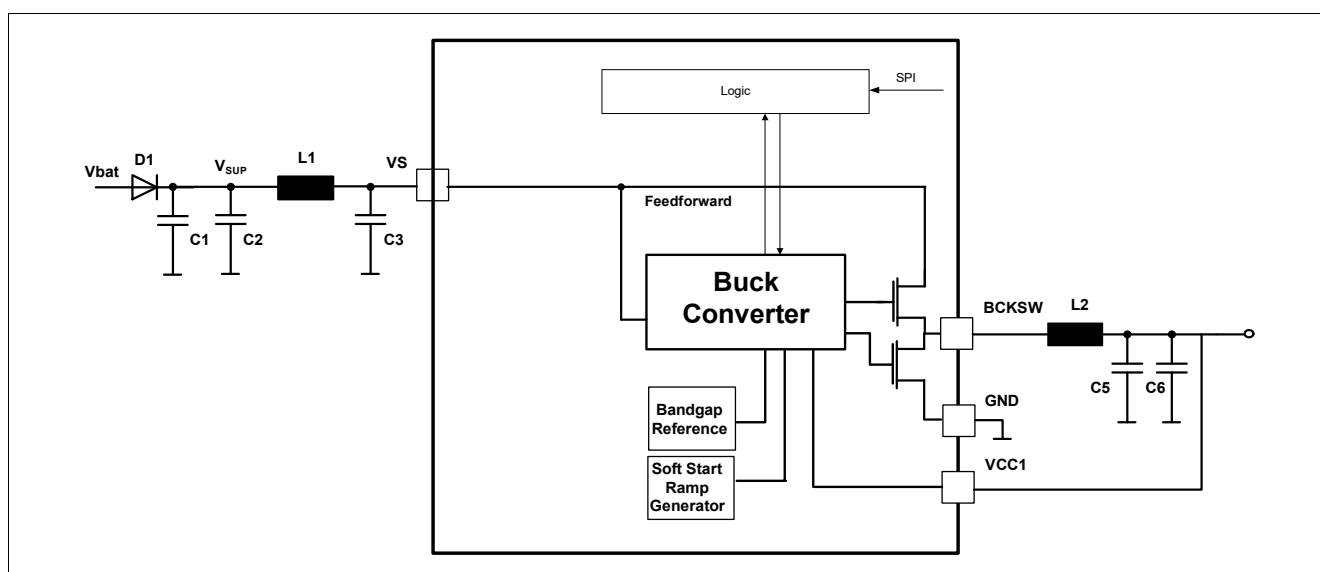 SPI
Logic
D1
Vbat
VSUP
L1
VS
Feedforward
C1
C2
C3
Buck
Converter
BCKSW
L2
C5
C6
GND
Bandgap
Reference
VCC1
Soft Start
Ramp
Generator